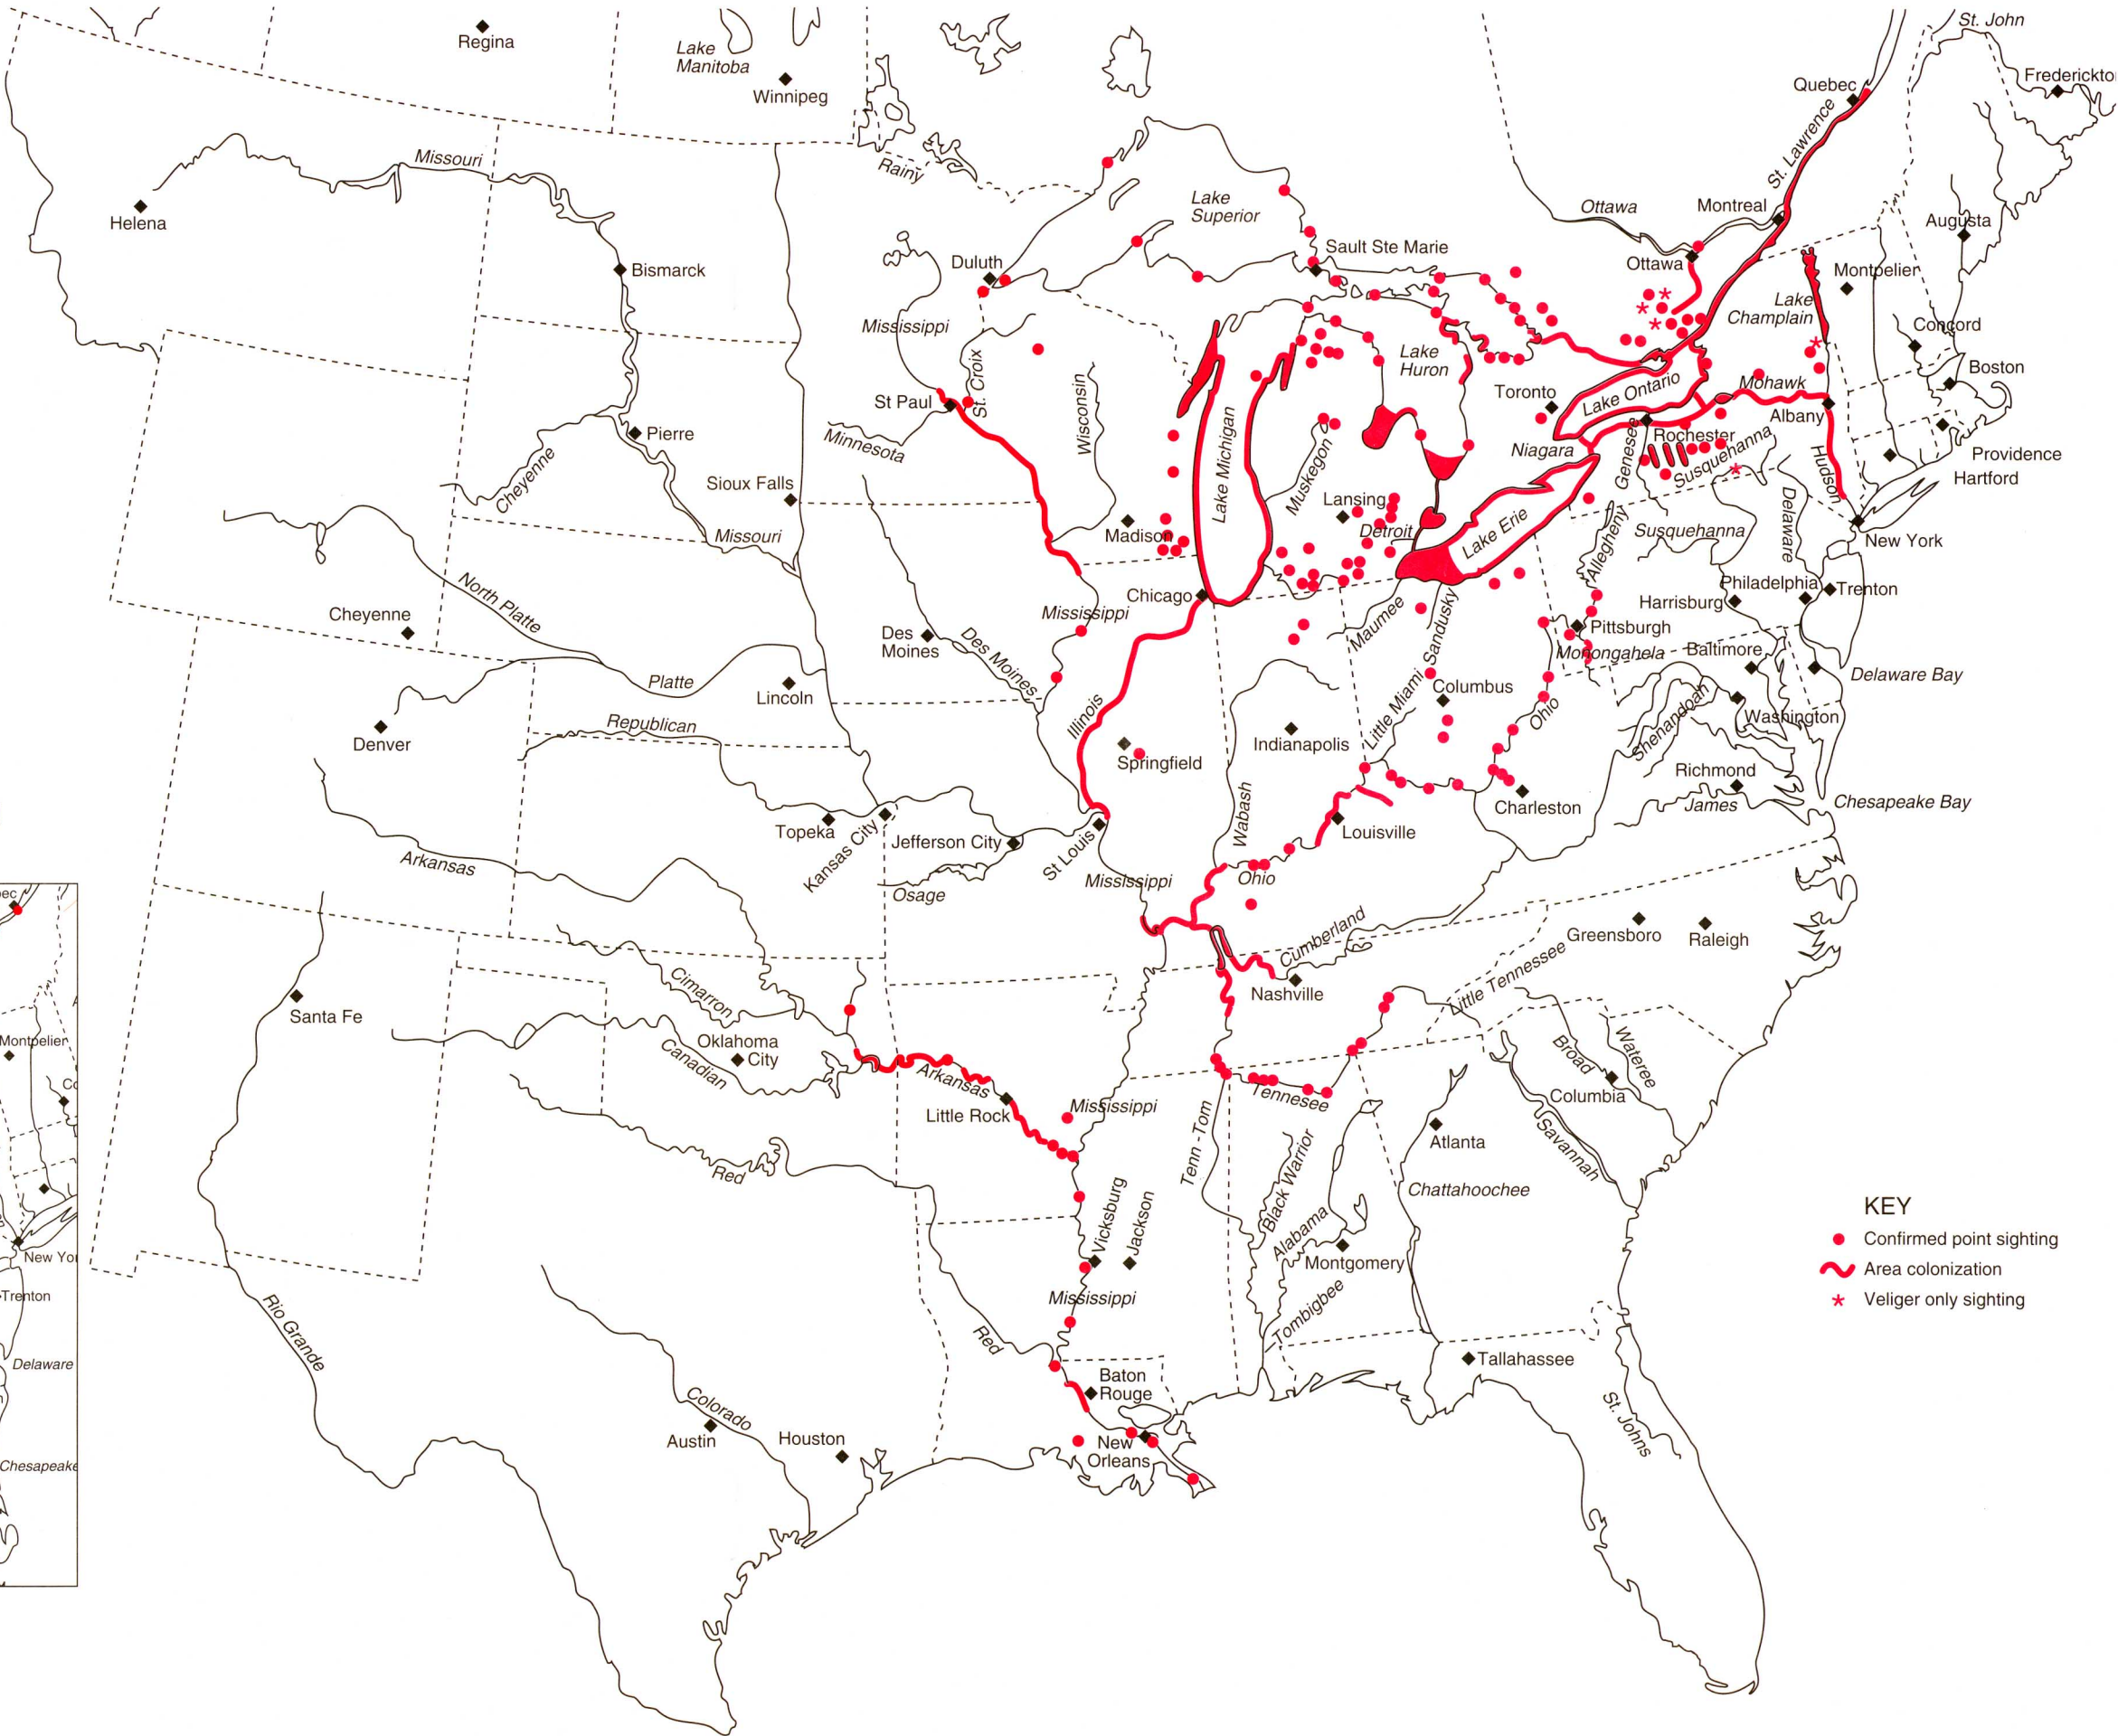 Regina
Lake
Manitoba
Winnipeg
St. John
Quebec
Fredericto
St. Lawrence
Missouri
Rainy
Helena
Lake
Superior
Ottawa
Montreal
Augusta
Sault Ste Marie
Bismarck
Duluth
Ottawa
Montpelier
Lake
Champlain
Mississippi
Concord
St. Croix
Wisconsin
Lake
Huron
Boston
Toronto
Lake Ontario
Mohawk
St Paul
Albany
Pierre
Minnesota
Lake Michigan
Muskegon
Niagara
Genesee
Rochester
Susquehanna
Hudson
Providence
Hartford
Cheyenne
Sioux Falls
Lansing
Madison
Detroit
Lake Erie
Allegheny
Susquehanna
Delaware
New York
Missouri
North Platte
Chicago
Philadelphia
Trenton
Harrisburg
Cheyenne
Mississippi
Maumee
Sandusky
Pittsburgh
Des
Moines
Des Moines
Monongahela
Baltimore
Delaware Bay
Platte
Lincoln
Columbus
Little Miami
Illinois
Ohio
Shenandoah
Washington
Denver
Republican
Indianapolis
Springfield
Richmond
Wabash
Charleston
James
Chesapeake Bay
Topeka
Kansas City
Jefferson City
St Louis
Louisville
Arkansas
Osage
Mississippi
Ohio
Cumberland
Greensboro
Raleigh
Cimarron
Nashville
Little Tennessee
Santa Fe
Oklahoma
City
Canadian
Arkansas
Broad
Wateree
Little Rock
Mississippi
Tennesee
Columbia
Tenn-Tom
Atlanta
Savannah
Red
Black Warrior
Vicksburg
Jackson
Alabama
Chattahoochee
Montgomery
Mississippi
Tombigbee
Rio Grande
Red
Tallahassee
Baton
Rouge
Colorado
Austin
Houston
New
Orleans
St. Johns
KEY
Confirmed point sighting
Area colonization
Veliger only sighting
ec
Montpelier
New Yo
Trenton
Delaware
Chesapeake